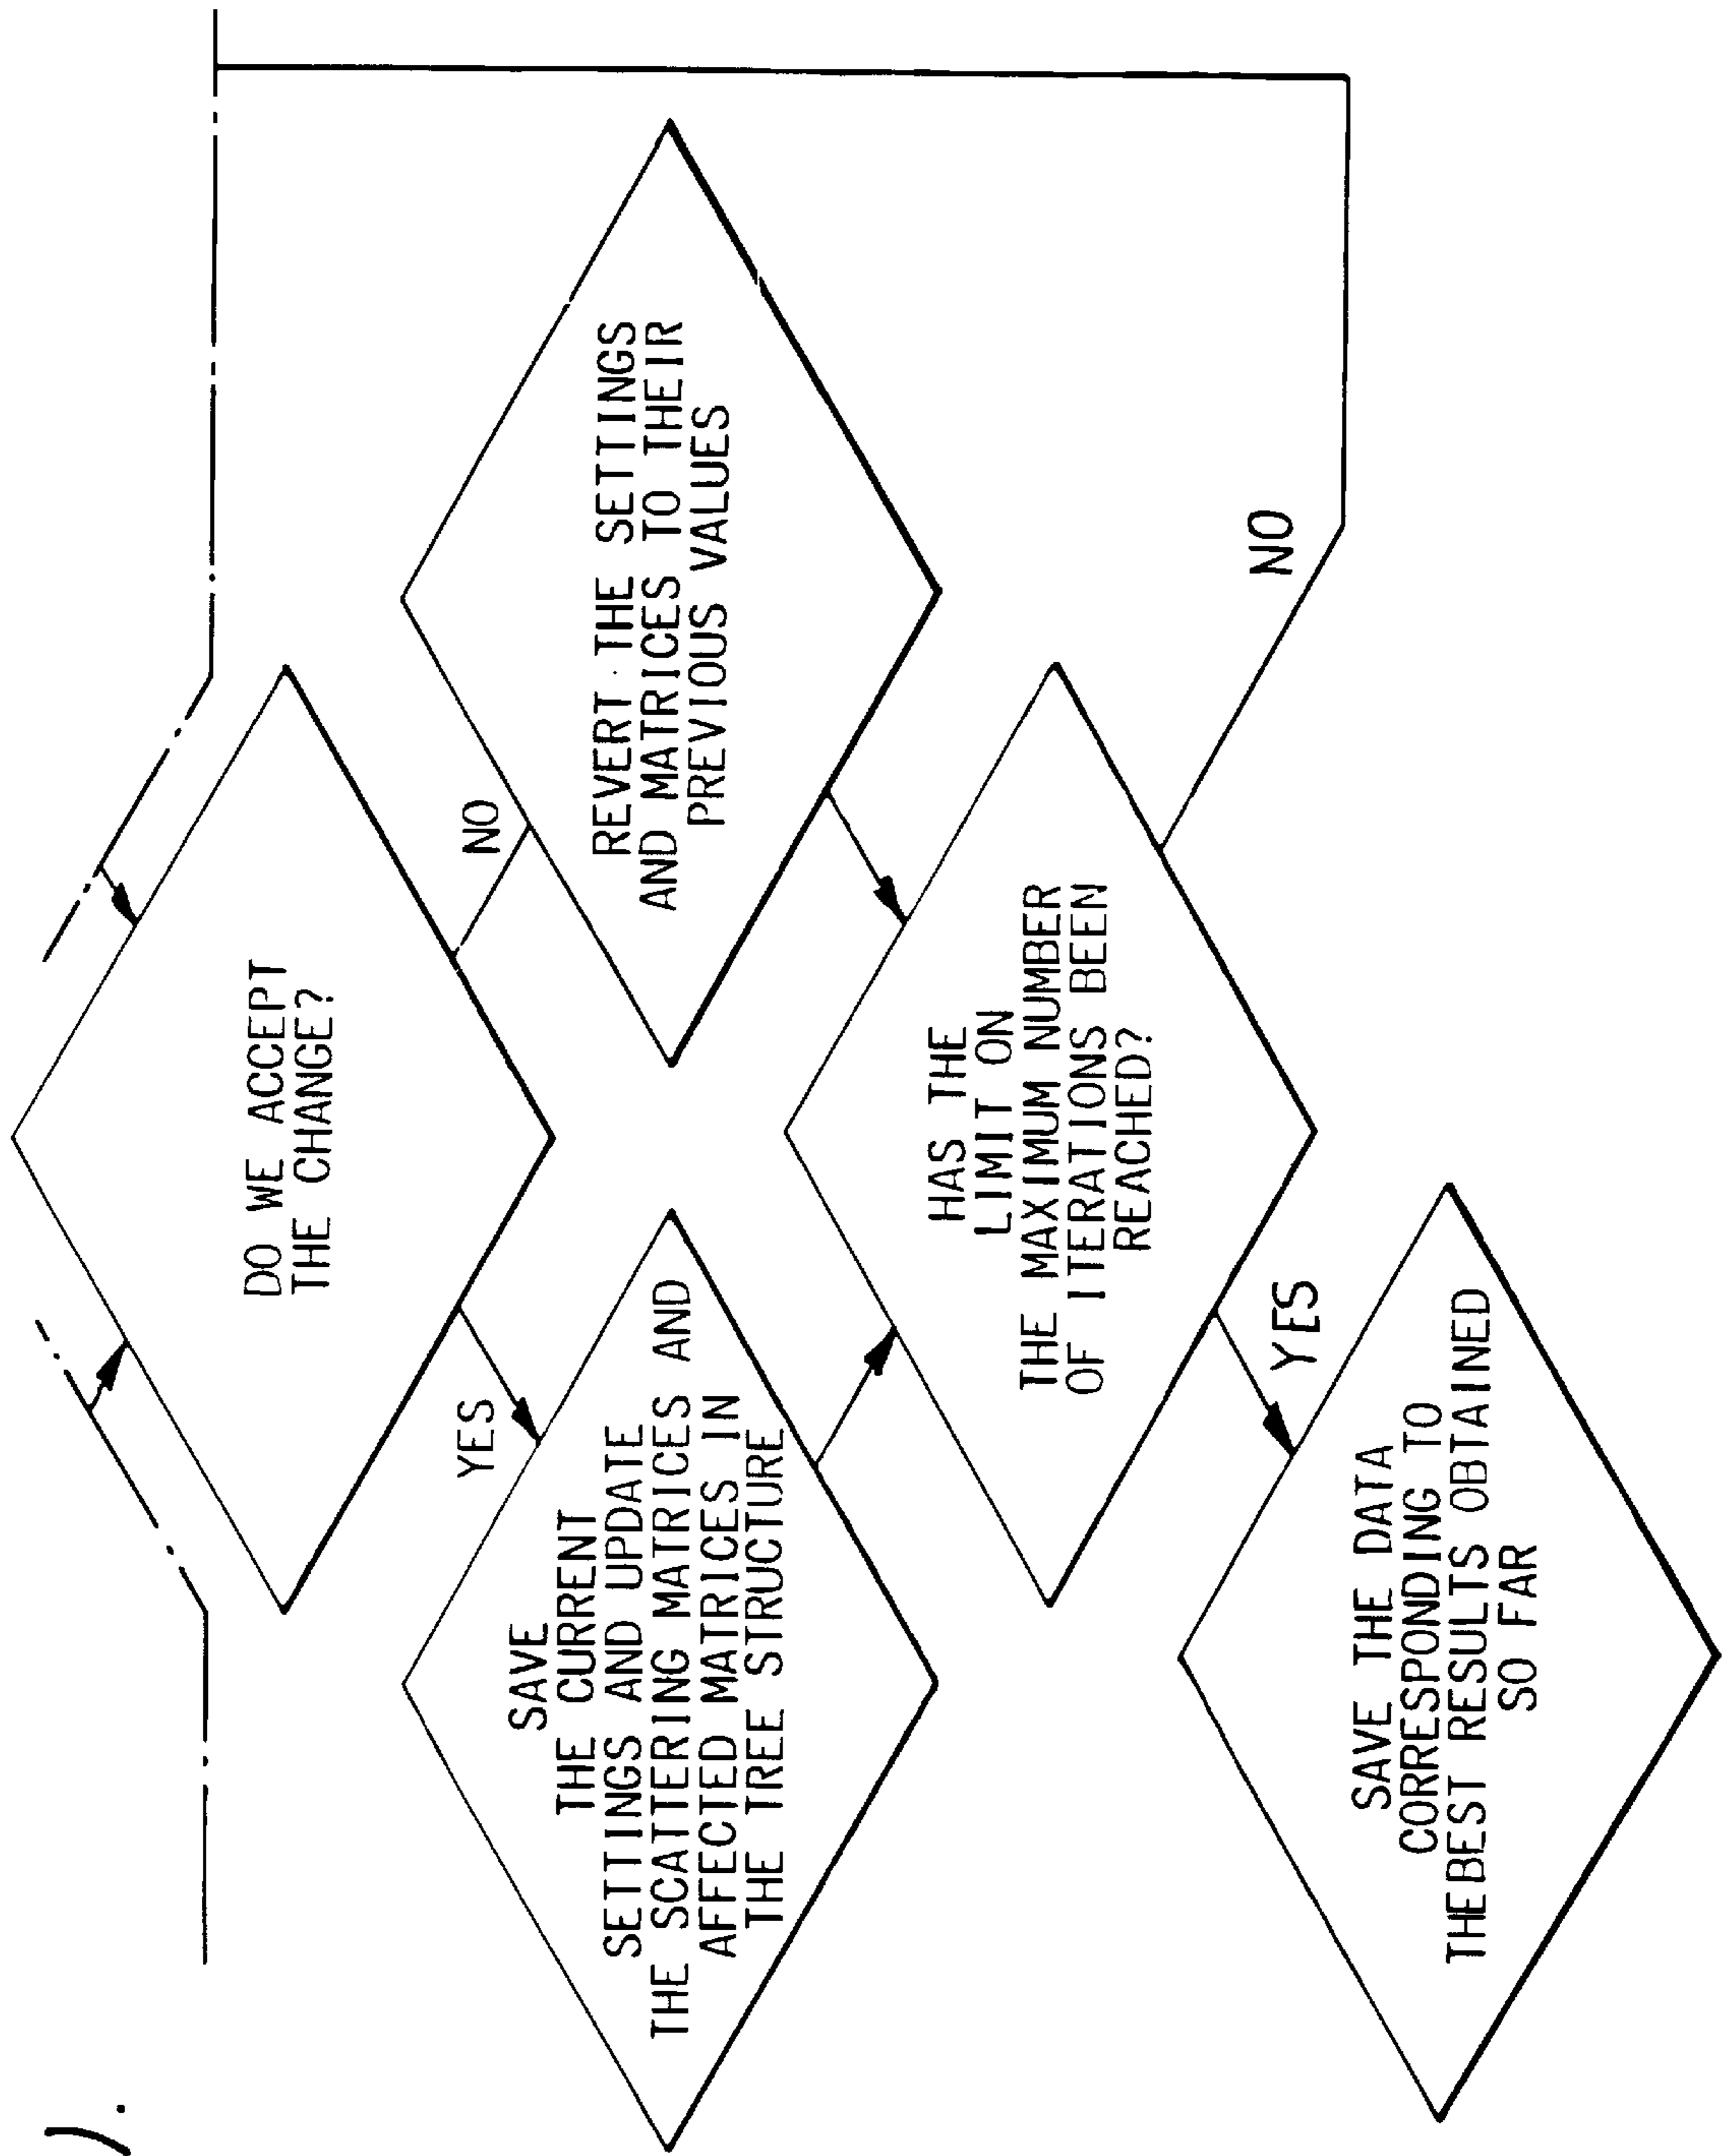 DO WE ACCEPT
THE CHANGE?
YES
NO
SAVE
THE CURRENT
SETTINGS AND UPDATE
THE SCATTERING MATRICES AND
AFFECTED MATRICES IN
THE TREE STRUCTURE
REVERT THE SETTINGS
AND MATRICES TO THEIR
PREVIOUS VALUES
HAS THE
LIMIT ON
THE MAXIMUM NUMBER
OF ITERATIONS BEEN
REACHED?
YES
NO
SAVE THE DATA
CORRESPONDING TO
THEBEST RESULTS OBTAINED
SO FAR